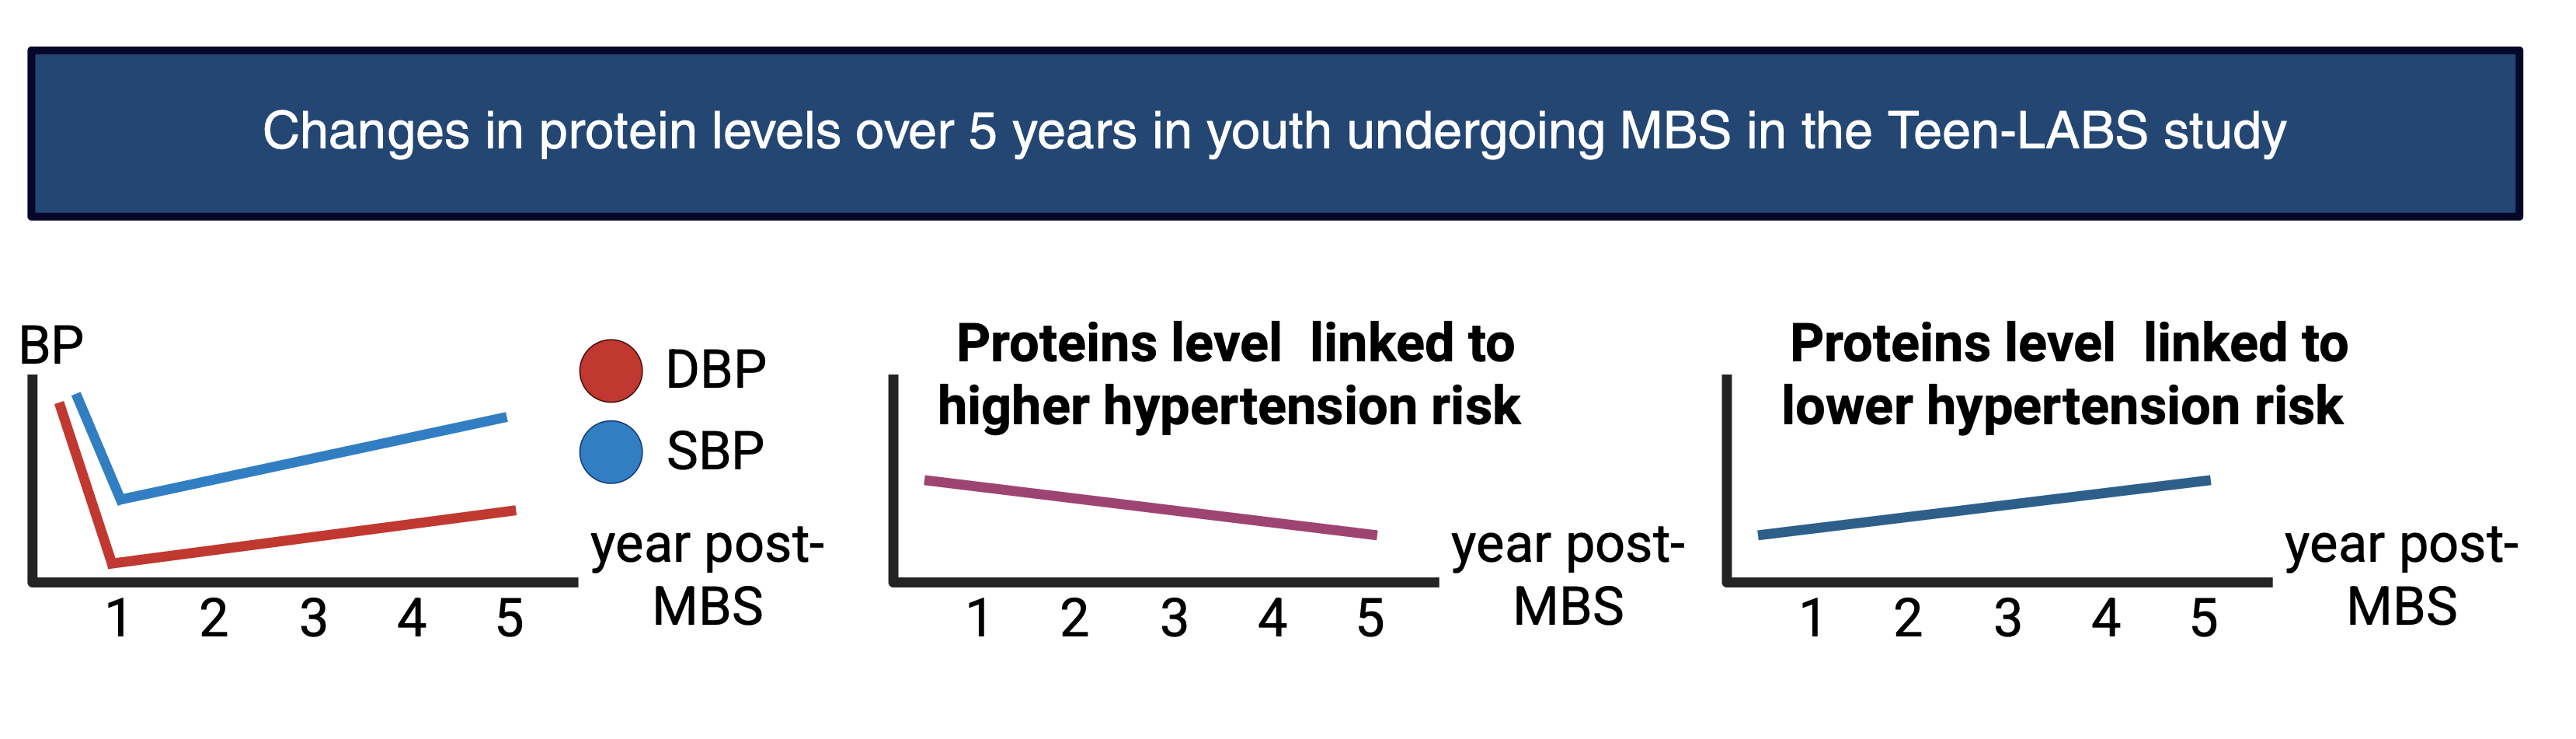 Changes in protein levels over 5 years in youth undergoing MBS in the Teen-LABS study
BP
DBP
SBP
year post-
MBS
1 2 3 4 5
Proteins level  linked to
higher hypertension risk
year post-
MBS
1 2 3 4 5
Proteins level  linked to
lower hypertension risk
year post-
MBS
1 2 3 4 5